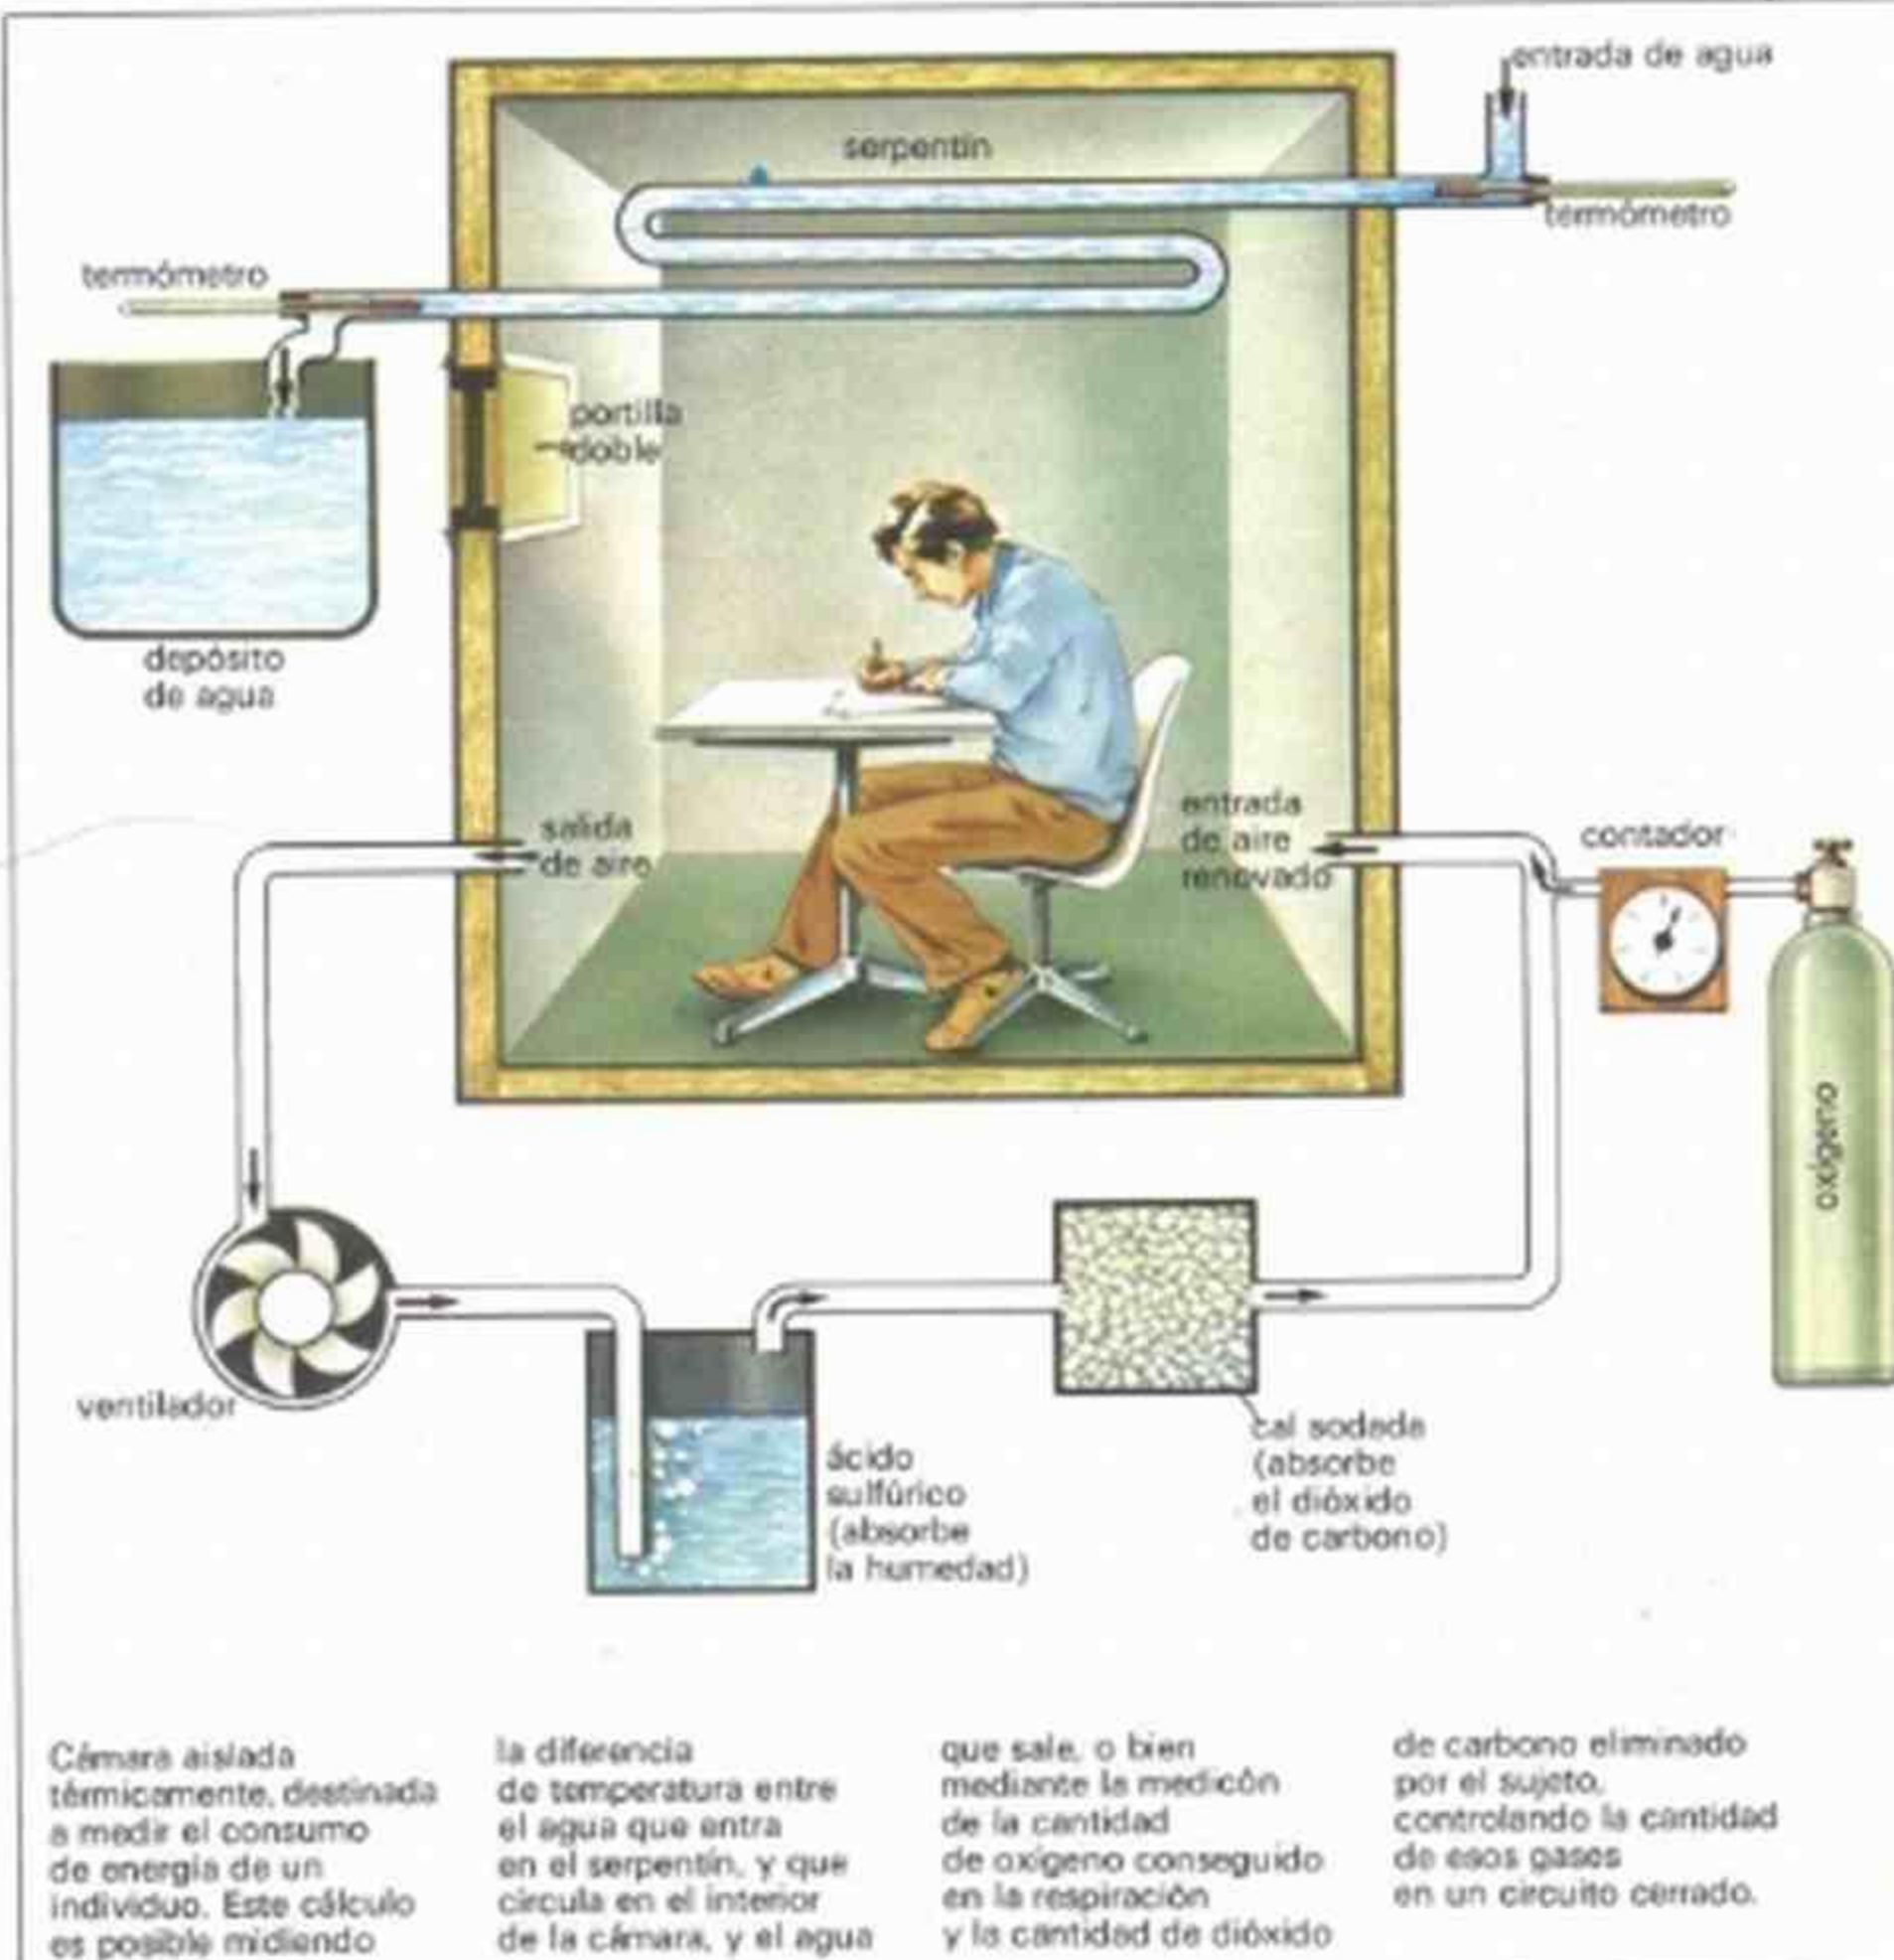 entrada de agua
serpentín
termómetro
termómetro
portilla
doble
depósito
de agua
salida
de aire
entrada
de aire
renovado
contador
oxígeno
ventilador
ácido
sulfúrico
(absorbe
la humedad)
cal sodada
(absorbe
el dióxido
de carbono)
Cámara aislada
térmicamente, destinada
a medir el consumo
de energía de un
individuo. Este cálculo
es posible midiendo
la diferencia
de temperatura entre
el agua que entra
en el serpentín, y que
circula en el interior
de la cámara, y el agua
que sale, o bien
mediante la medicón
de la cantidad
de oxígeno conseguido
en la respiración
y la cantidad de dióxido
de carbono eliminado
por el sujeto,
controlando la cantidad
de esos gases
en un circuito cerrado.